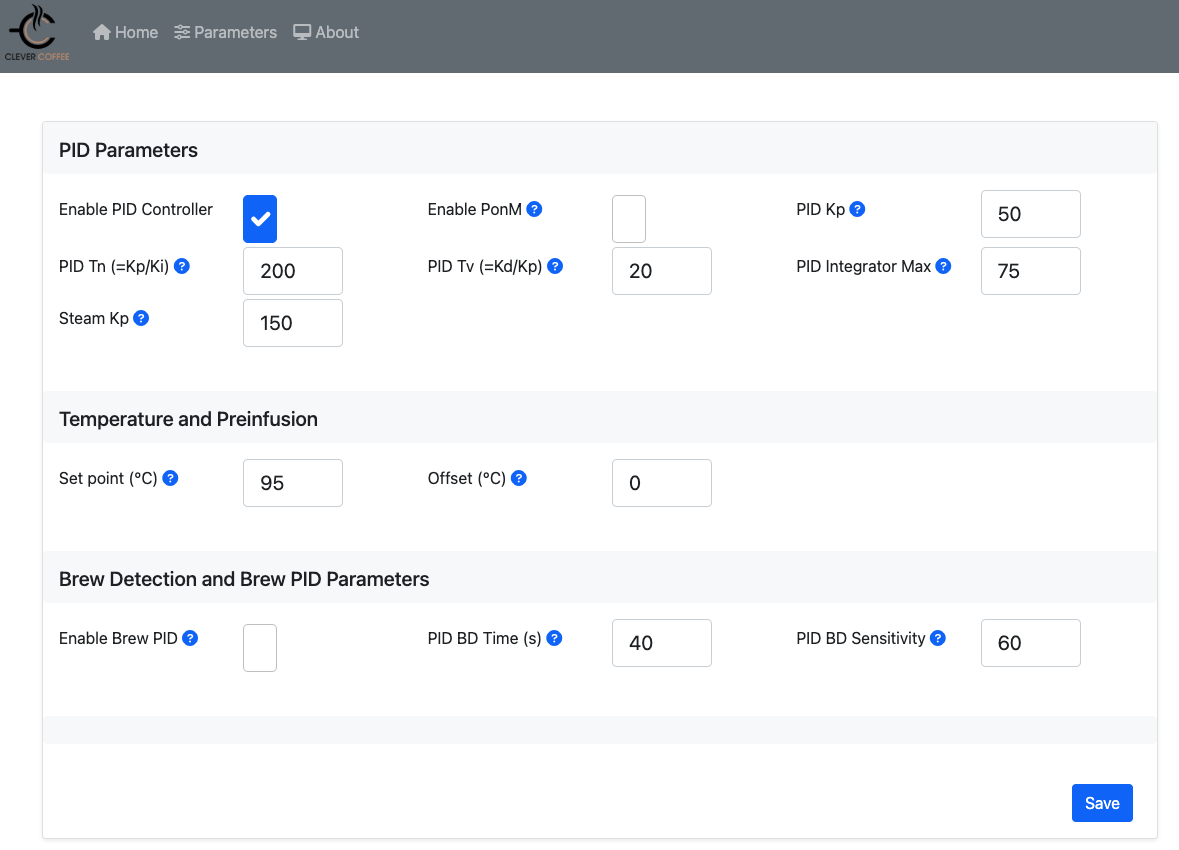 CLEVER COFFEE
Home Parameters About
PID Parameters
Enable PID Controller Enable PonM ? PID Kp ? 50
PID Tn (=Kp/Ki) ? 200 PID Tv (=Kd/Kp) ? 20 PID Integrator Max ? 75
Steam Kp ? 150
Temperature and Preinfusion
Set point (°C) ? 95 Offset (°C) ? 0
Brew Detection and Brew PID Parameters
Enable Brew PID ? PID BD Time (s) ? 40 PID BD Sensitivity ? 60
Save